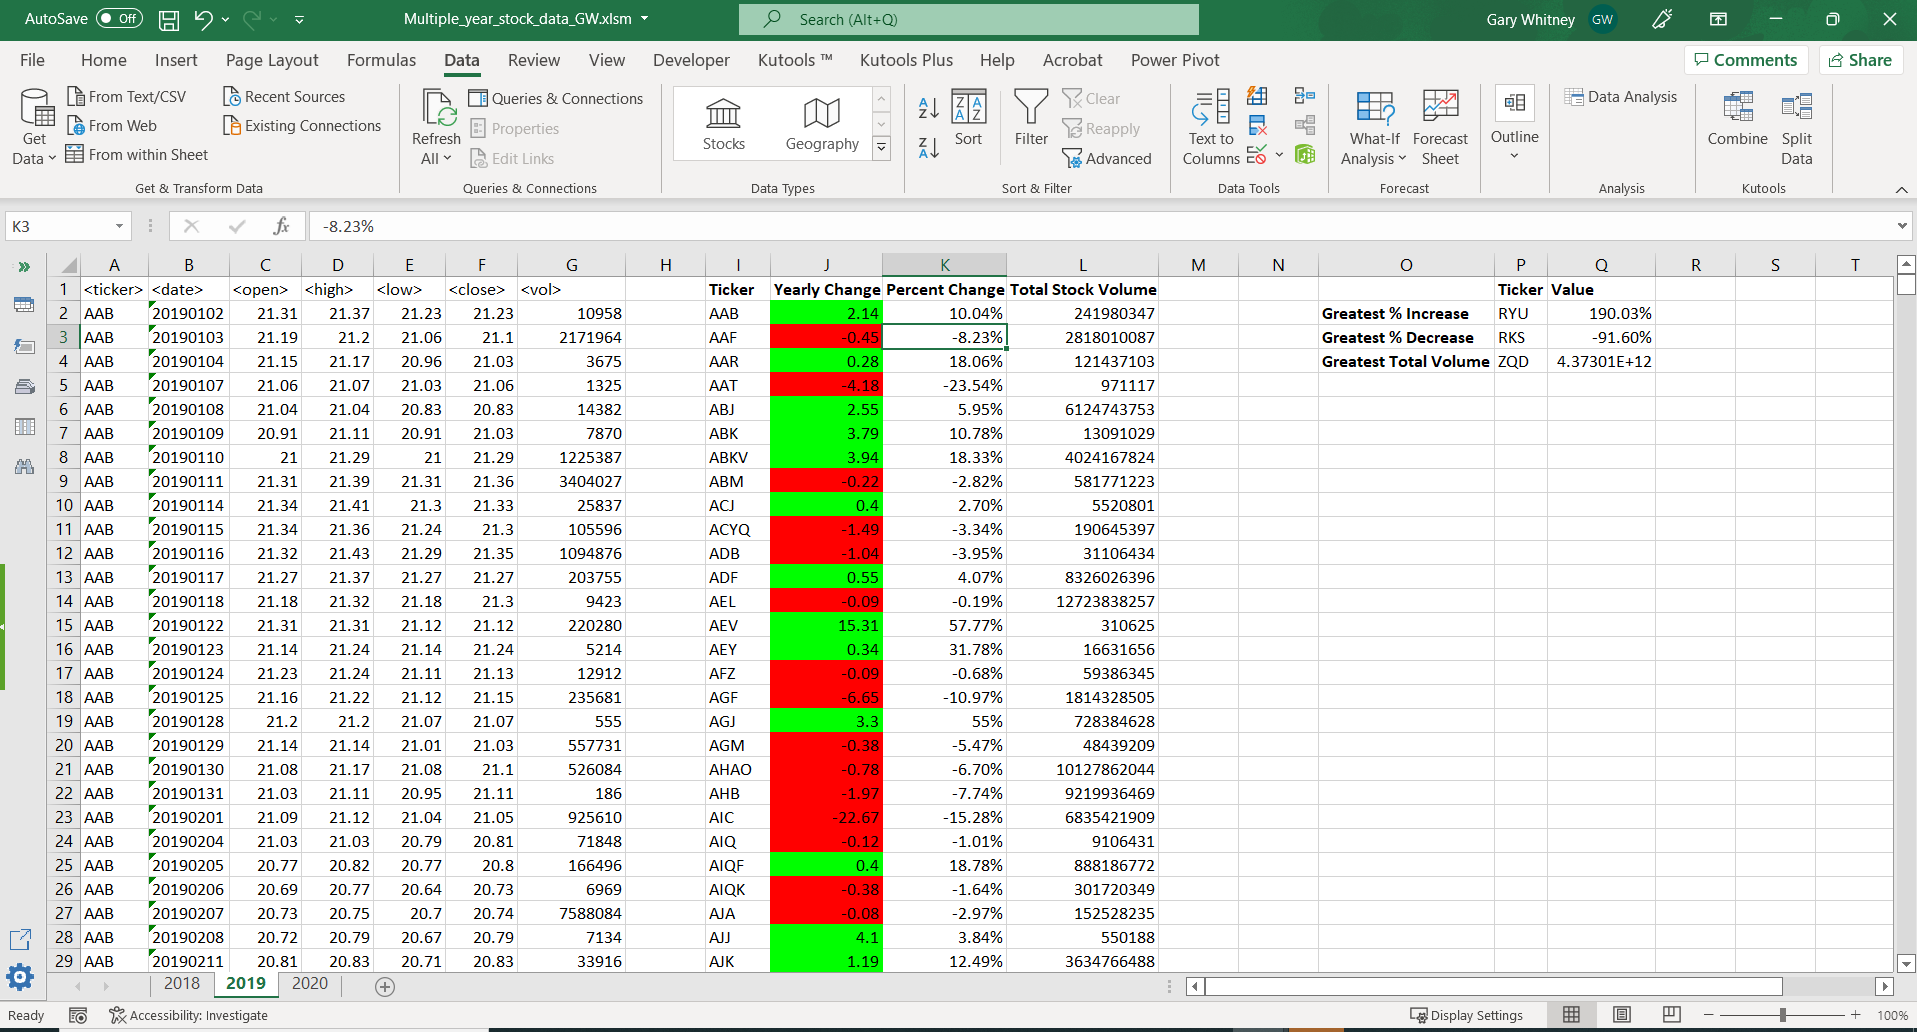 AutoSave Off Multiple_year_stock_data_GW.xlsm Search (Alt+Q) Gary Whitney GW
File Home Insert Page Layout Formulas Data Review View Developer Kutools ™ Kutools Plus Help Acrobat Power Pivot Comments Share
Get Data From Text/CSV From Web From within Sheet Recent Sources Existing Connections
Refresh All Queries & Connections Properties Edit Links
Stocks Geography
Sort Filter Clear Reapply Advanced
Text to Columns
What-If Analysis Forecast Sheet
Outline
Data Analysis
Combine Split Data
Get & Transform Data Queries & Connections Data Types Sort & Filter Data Tools Forecast Analysis Kutools
K3 fx -8.23%
A B C D E F G H I J K L M N O P Q R S T
1 <ticker> <date> <open> <high> <low> <close> <vol> Ticker Yearly Change Percent Change Total Stock Volume Ticker Value
2 AAB 20190102 21.31 21.37 21.23 21.23 10958 AAB 2.14 10.04% 241980347 Greatest % Increase RYU 190.03%
3 AAB 20190103 21.19 21.2 21.06 21.1 2171964 AAF -0.45 -8.23% 2818010087 Greatest % Decrease RKS -91.60%
4 AAB 20190104 21.15 21.17 20.96 21.03 3675 AAR 0.28 18.06% 121437103 Greatest Total Volume ZQD 4.37301E+12
5 AAB 20190107 21.06 21.07 21.03 21.06 1325 AAT -4.18 -23.54% 971117
6 AAB 20190108 21.04 21.04 20.83 20.83 14382 ABJ 2.55 5.95% 6124743753
7 AAB 20190109 20.91 21.11 20.91 21.03 7870 ABK 3.79 10.78% 13091029
8 AAB 20190110 21 21.29 21 21.29 1225387 ABKV 3.94 18.33% 4024167824
9 AAB 20190111 21.31 21.39 21.31 21.36 3404027 ABM -0.22 -2.82% 581771223
10 AAB 20190114 21.34 21.41 21.3 21.33 25837 ACJ 0.4 2.70% 5520801
11 AAB 20190115 21.34 21.36 21.24 21.3 105596 ACYQ -1.49 -3.34% 190645397
12 AAB 20190116 21.32 21.43 21.29 21.35 1094876 ADB -1.04 -3.95% 31106434
13 AAB 20190117 21.27 21.37 21.27 21.27 203755 ADF 0.55 4.07% 8326026396
14 AAB 20190118 21.18 21.32 21.18 21.3 9423 AEL -0.09 -0.19% 12723838257
15 AAB 20190122 21.31 21.31 21.12 21.12 220280 AEV 15.31 57.77% 310625
16 AAB 20190123 21.14 21.24 21.14 21.24 5214 AEY 0.34 31.78% 16631656
17 AAB 20190124 21.23 21.24 21.11 21.13 12912 AFZ -0.09 -0.68% 59386345
18 AAB 20190125 21.16 21.22 21.12 21.15 235681 AGF -6.65 -10.97% 1814328505
19 AAB 20190128 21.2 21.2 21.07 21.07 555 AGJ 3.3 55% 728384628
20 AAB 20190129 21.14 21.14 21.01 21.03 557731 AGM -0.38 -5.47% 48439209
21 AAB 20190130 21.08 21.17 21.08 21.1 526084 AHAO -0.78 -6.70% 10127862044
22 AAB 20190131 21.03 21.11 20.95 21.11 186 AHB -1.97 -7.74% 9219936469
23 AAB 20190201 21.09 21.12 21.04 21.05 925610 AIC -22.67 -15.28% 6835421909
24 AAB 20190204 21.03 21.03 20.79 20.81 71848 AIQ -0.12 -1.01% 9106431
25 AAB 20190205 20.77 20.82 20.77 20.8 166496 AIQF 0.4 18.78% 888186772
26 AAB 20190206 20.69 20.77 20.64 20.73 6969 AIQK -0.38 -1.64% 301720349
27 AAB 20190207 20.73 20.75 20.7 20.74 7588084 AJA -0.08 -2.97% 152528235
28 AAB 20190208 20.72 20.79 20.67 20.79 7134 AJJ 4.1 3.84% 550188
29 AAB 20190211 20.81 20.83 20.71 20.83 33916 AJK 1.19 12.49% 3634766488
2018 2019 2020
Ready Accessibility: Investigate Display Settings 100%